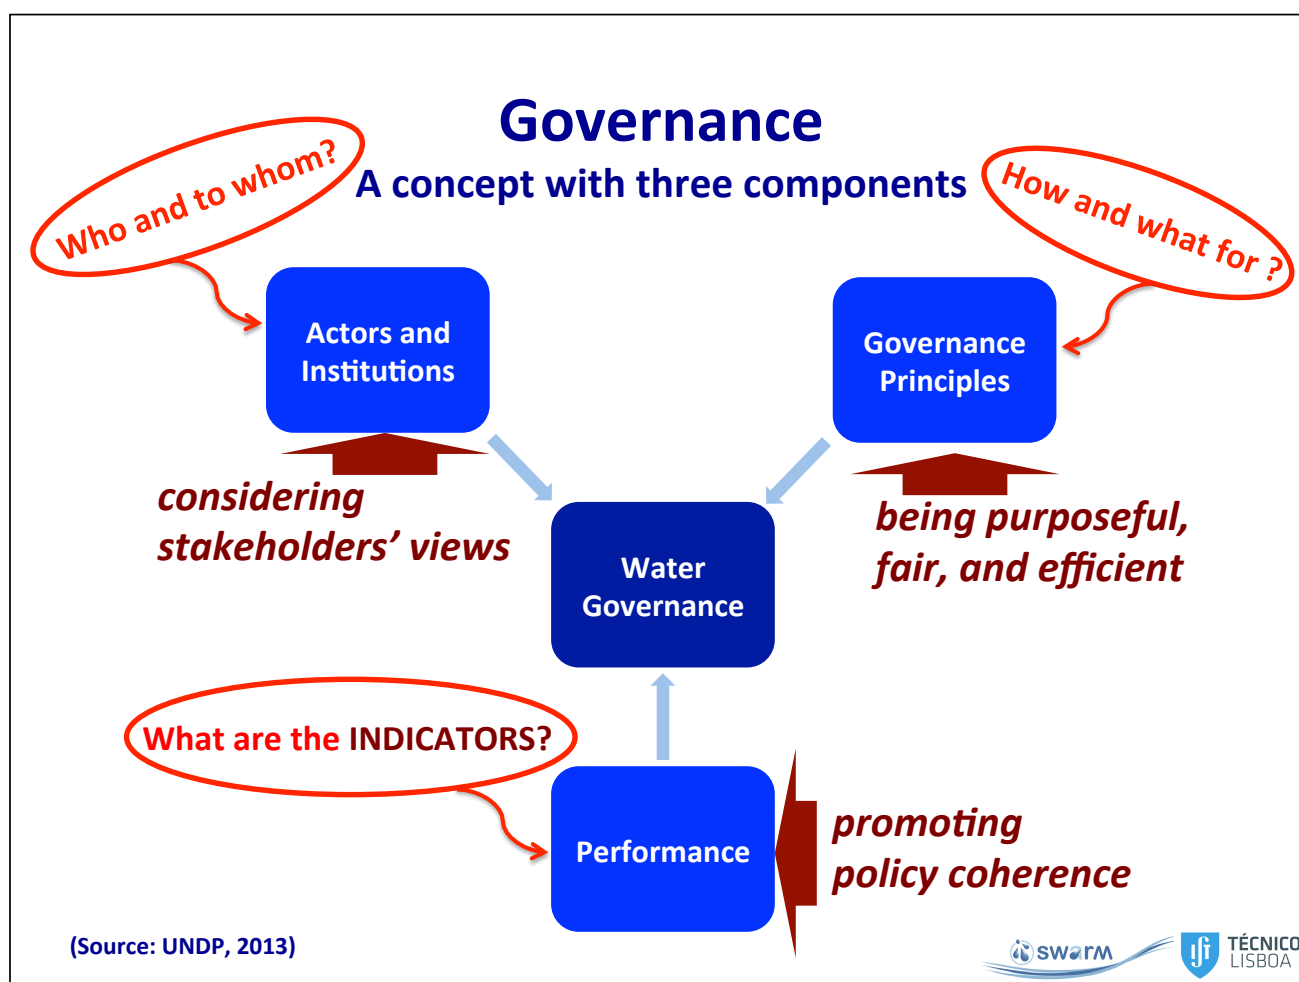 Governance
A concept with three components
Who and to whom?
How and what for ?
Actors and
Institutions
Governance
Principles
considering
stakeholders’ views
being purposeful,
fair, and efficient
Water
Governance
What are the INDICATORS?
Performance
promoting
policy coherence
(Source: UNDP, 2013)
swarm
TÉCNICO
LISBOA